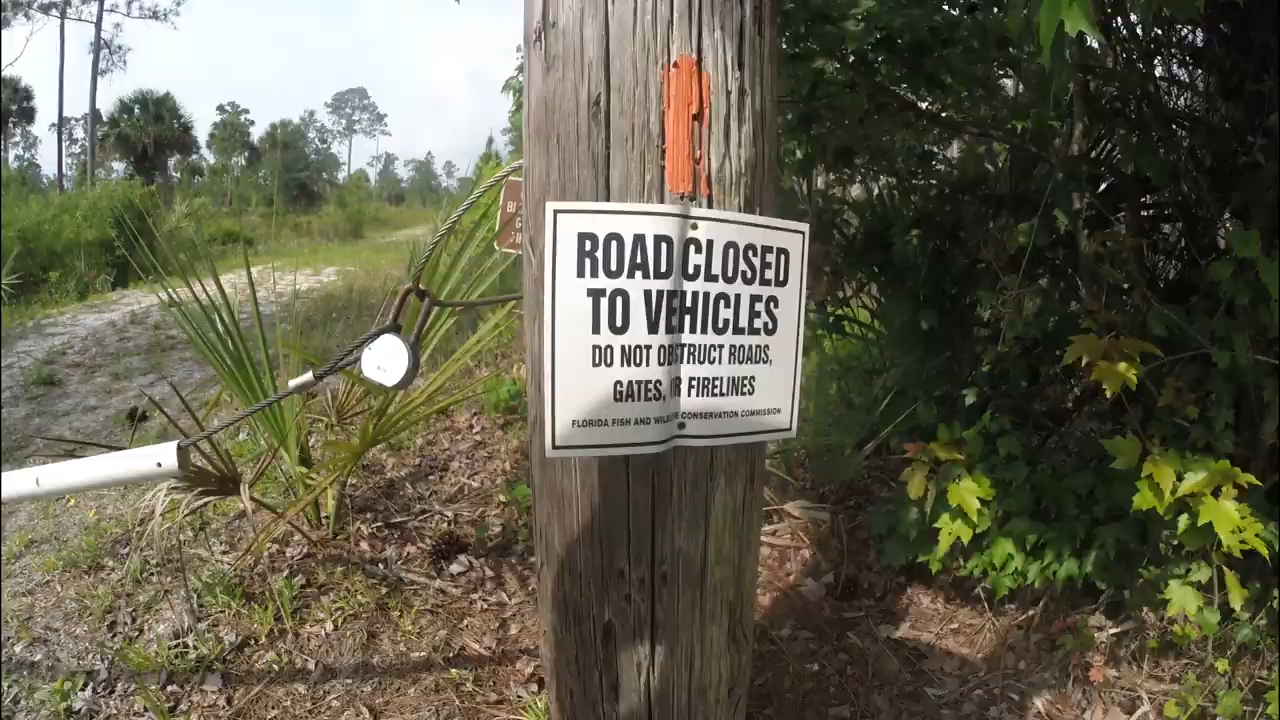 ROAD CLOSED
TO VEHICLES
DO NOT OBSTRUCT ROADS,
GATES, OR FIRELINES
FLORIDA FISH AND WILDLIFE CONSERVATION COMMISSION